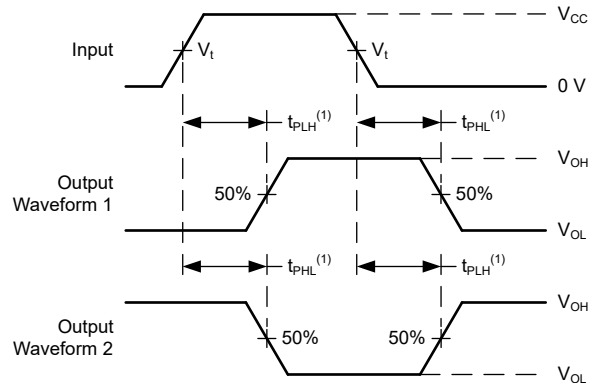 V_CC
Input
V_t
V_t
0 V
t_PLH^(1)
t_PHL^(1)
V_OH
Output
Waveform 1
50%
50%
V_OL
t_PHL^(1)
t_PLH^(1)
V_OH
Output
Waveform 2
50%
50%
V_OL